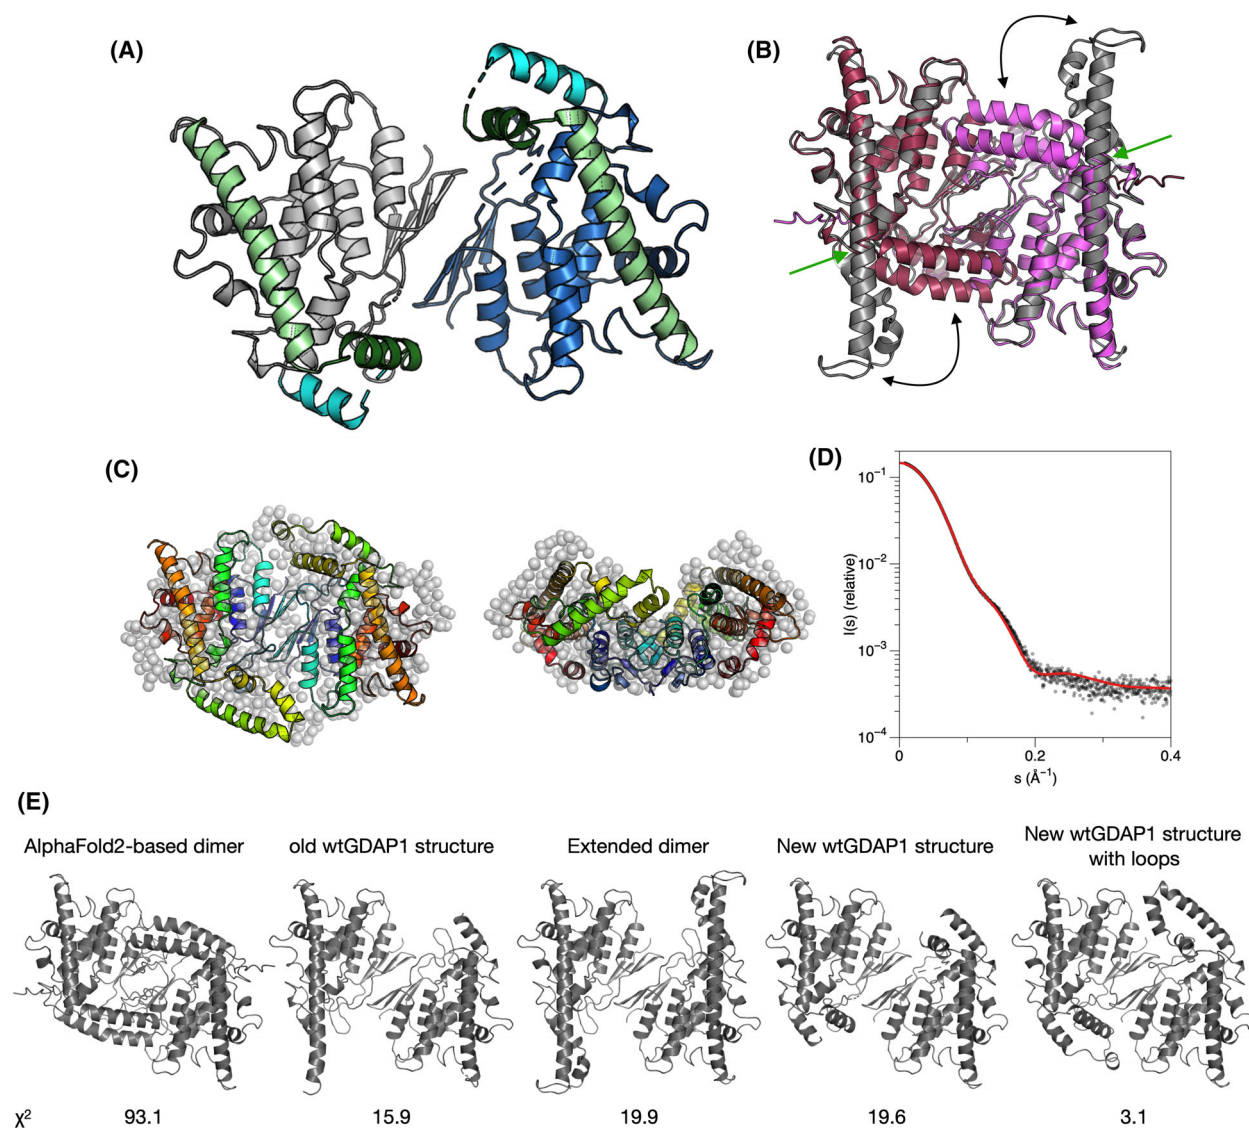 (A)
(B)
(C)
(D)
I(s) (relative)
10⁻¹
10⁻²
10⁻³
10⁻⁴
0
0.2
0.4
s (Å⁻¹)
(E)
AlphaFold2-based dimer
old wtGDAP1 structure
Extended dimer
New wtGDAP1 structure
New wtGDAP1 structure
with loops
χ²
93.1
15.9
19.9
19.6
3.1